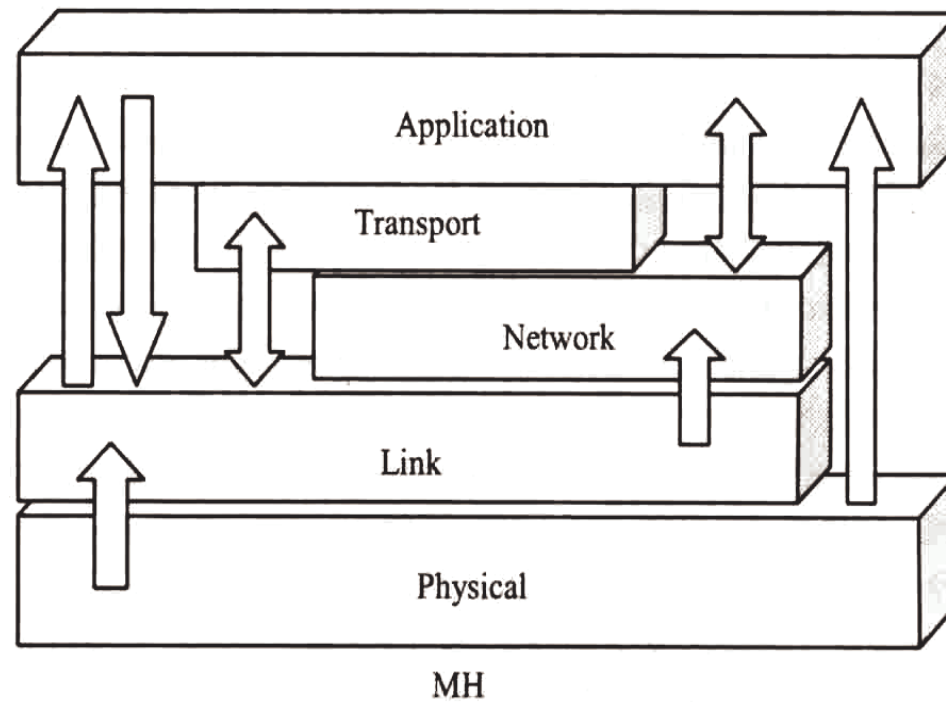 Application
Transport
Network
Link
Physical
MH